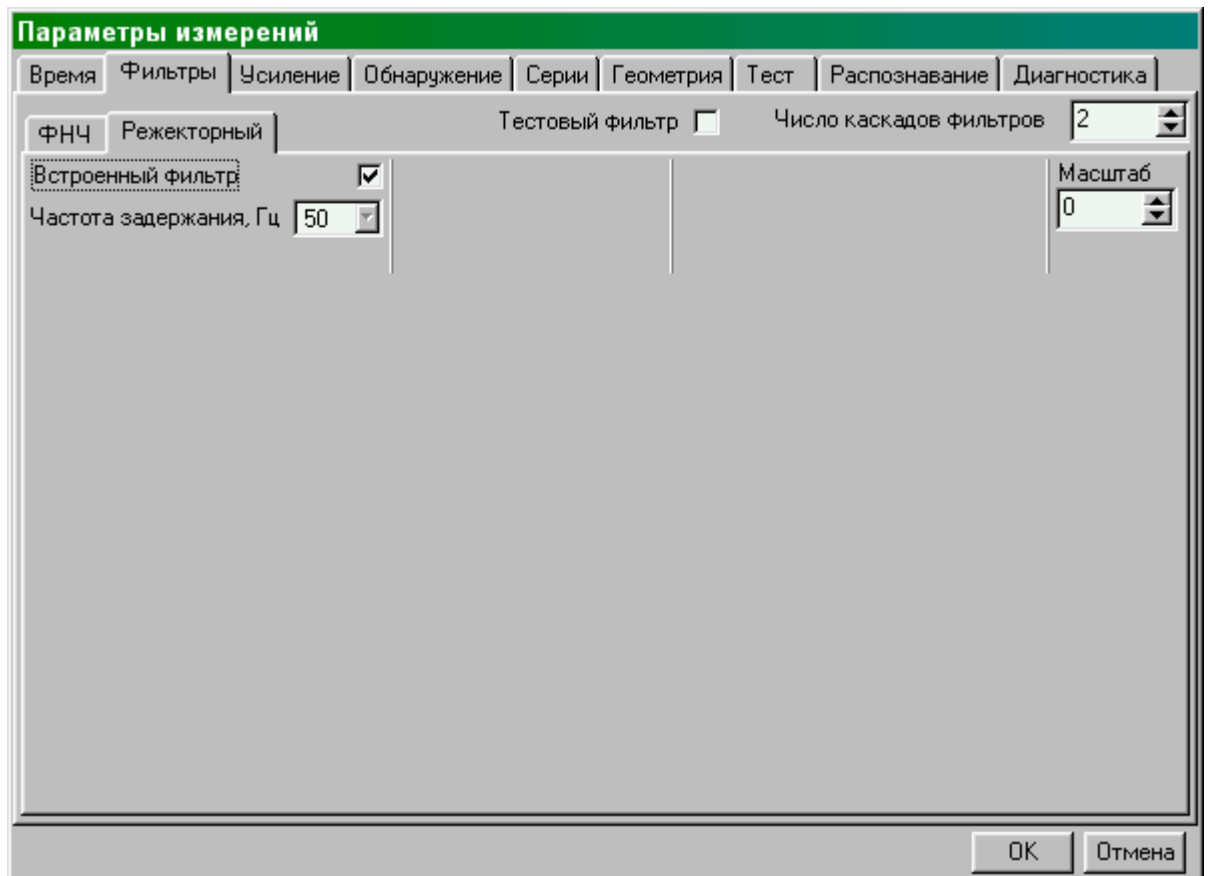 Параметры измерений
Время Фильтры Усиление Обнаружение Серии Геометрия Тест Распознавание Диагностика
ФНЧ Режекторный Тестовый фильтр Число каскадов фильтров 2
Встроенный фильтр Масштаб
Частота задержания, Гц 50 0
OK Отмена